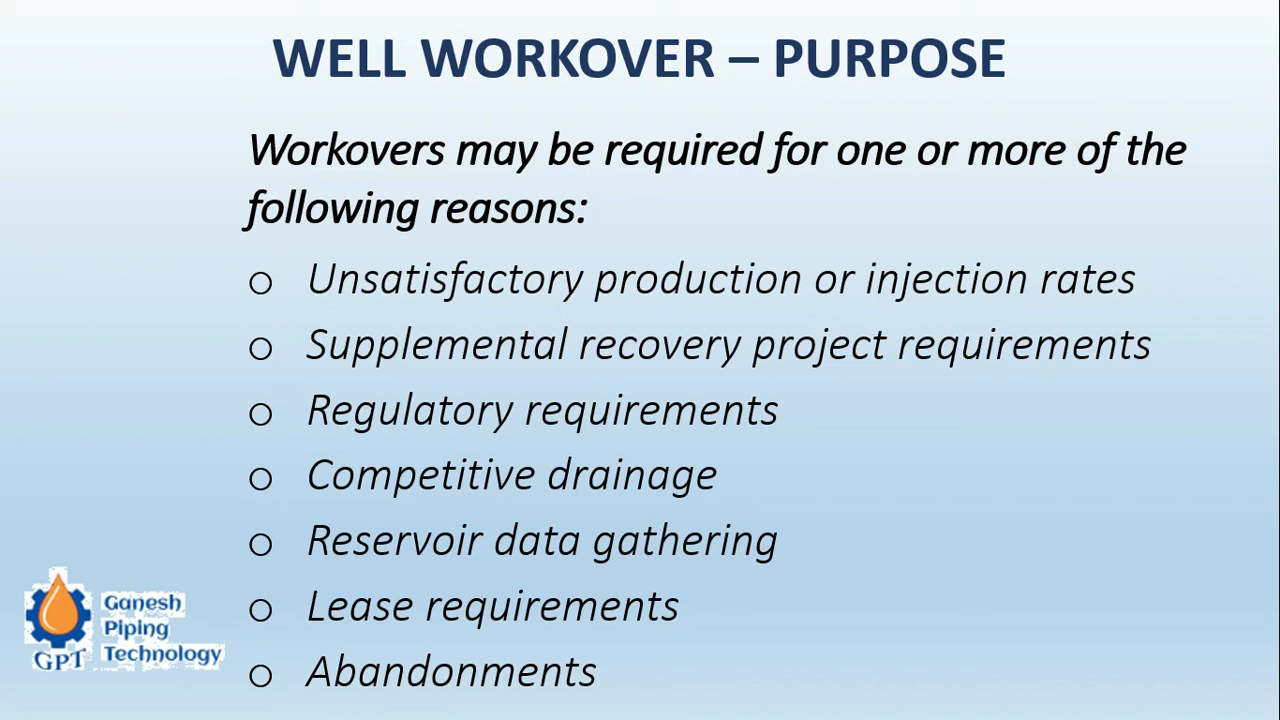 WELL WORKOVER – PURPOSE
Workovers may be required for one or more of the
following reasons:
o Unsatisfactory production or injection rates
o Supplemental recovery project requirements
o Regulatory requirements
o Competitive drainage
o Reservoir data gathering
o Lease requirements
o Abandonments
Ganesh
Piping
Technology
GPT